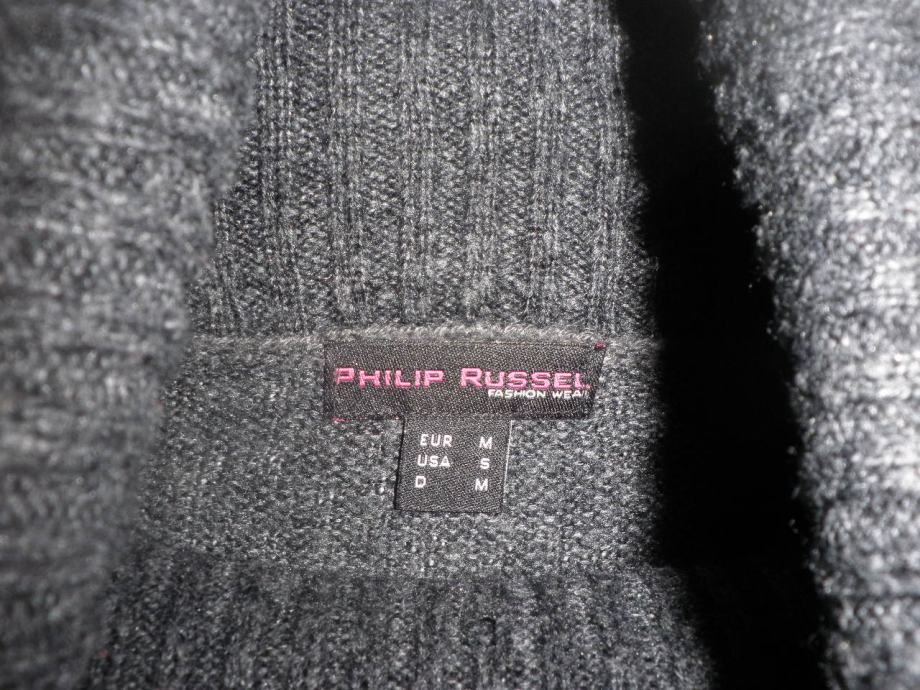 PHILIP RUSSEL
FASHION WEAR
EUR M
USA S
D M